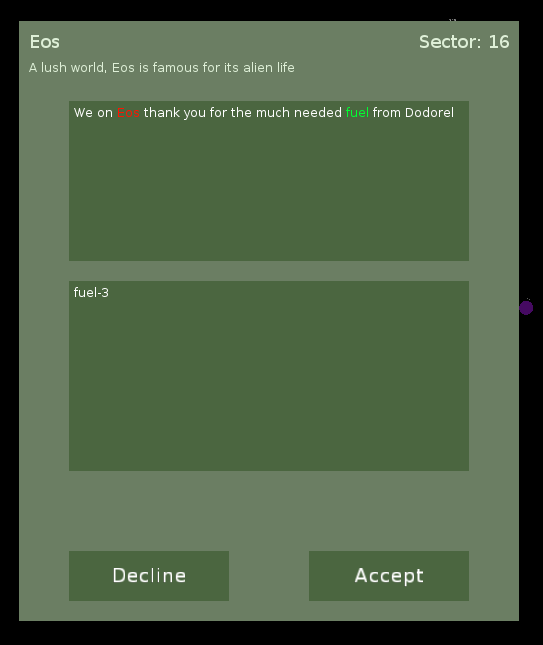 Eos
Sector: 16
A lush world, Eos is famous for its alien life
We on Eos thank you for the much needed fuel from Dodorel
fuel-3
Decline
Accept